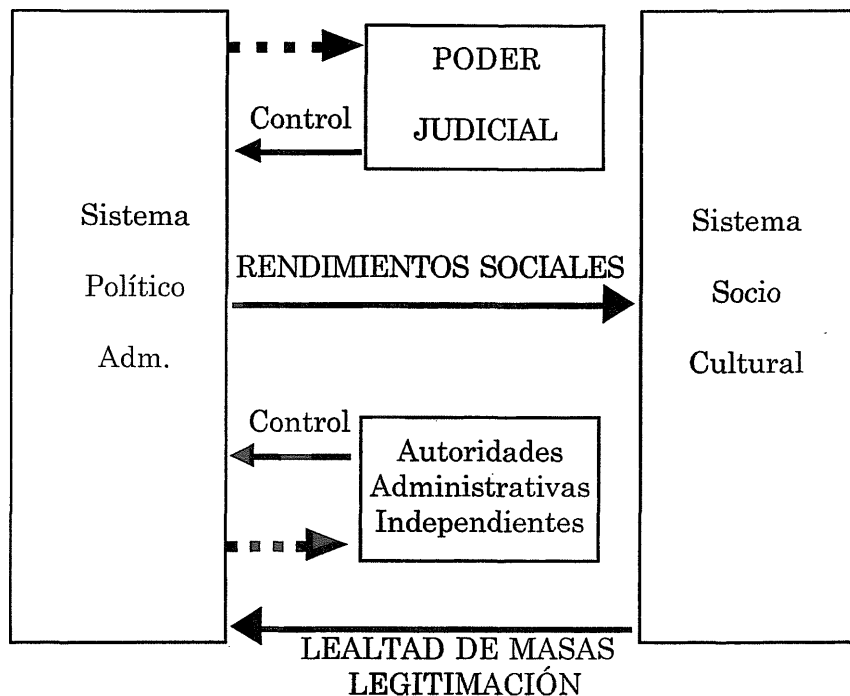 PODER
JUDICIAL
Control
Sistema
Político
Adm.
RENDIMIENTOS SOCIALES
Sistema
Socio
Cultural
Control
Autoridades
Administrativas
Independientes
LEALTAD DE MASAS
LEGITIMACIÓN